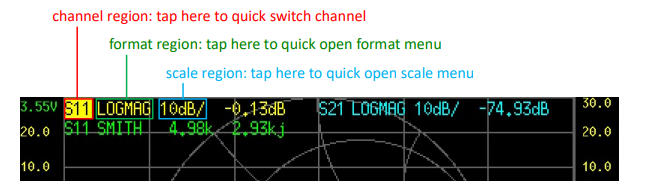 channel region: tap here to quick switch channel
format region: tap here to quick open format menu
scale region: tap here to quick open scale menu
3.55V S11 LOGMAG 10dB/ -0.13dB S21 LOGMAG 10dB/ -74.93dB 30.0
S11 SMITH 4.98k 2.93kj
20.0 20.0
10.0 10.0